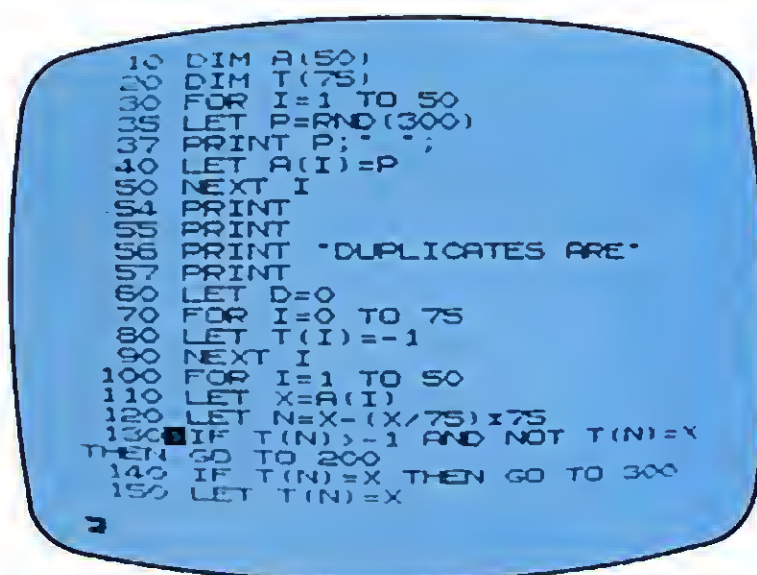 10 DIM A(50)
20 DIM T(75)
30 FOR I=1 TO 50
35 LET P=RND(300)
37 PRINT P;" ";
40 LET A(I)=P
50 NEXT I
54 PRINT
55 PRINT
56 PRINT "DUPLICATES ARE"
57 PRINT
60 LET D=0
70 FOR I=0 TO 75
80 LET T(I)=-1
90 NEXT I
100 FOR I=1 TO 50
110 LET X=A(I)
120 LET N=X-(X/75)*75
130 IF T(N)>-1 AND NOT T(N)=X
THEN GO TO 200
140 IF T(N)=X THEN GO TO 300
150 LET T(N)=X